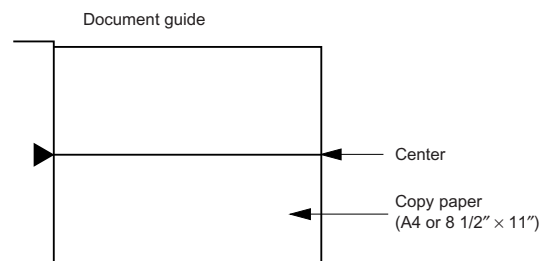 Document guide
Center
Copy paper
(A4 or 8 1/2″ × 11″)